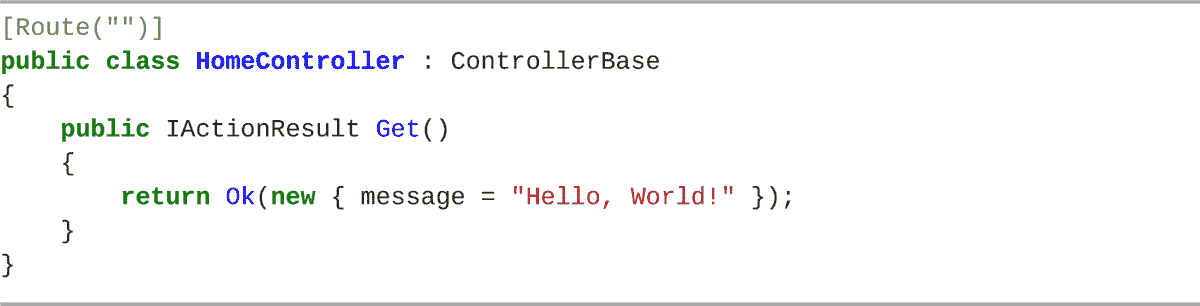 [Route("")]
public class HomeController : ControllerBase
{
    public IActionResult Get()
    {
        return Ok(new { message = "Hello, World!" });
    }
}